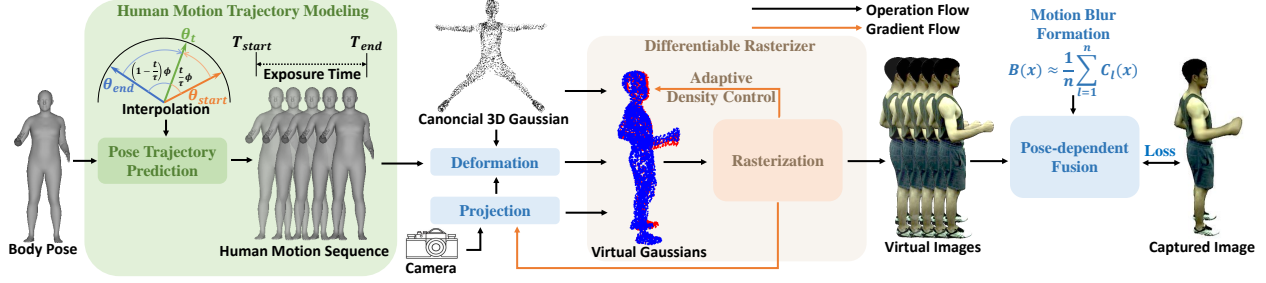 Human Motion Trajectory Modeling
θt
Tstart
Tend
Exposure Time
(1-t/τ)ϕ
t/τ ϕ
θend
θstart
Interpolation
Pose Trajectory
Prediction
Body Pose
Human Motion Sequence
Canoncial 3D Gaussian
Deformation
Projection
Camera
Differentiable Rasterizer
Adaptive
Density Control
Rasterization
Virtual Gaussians
Operation Flow
Gradient Flow
Virtual Images
Motion Blur
Formation
B(x) ≈ 1/n ∑ n l=1 Cl(x)
Pose-dependent
Fusion
Loss
Captured Image